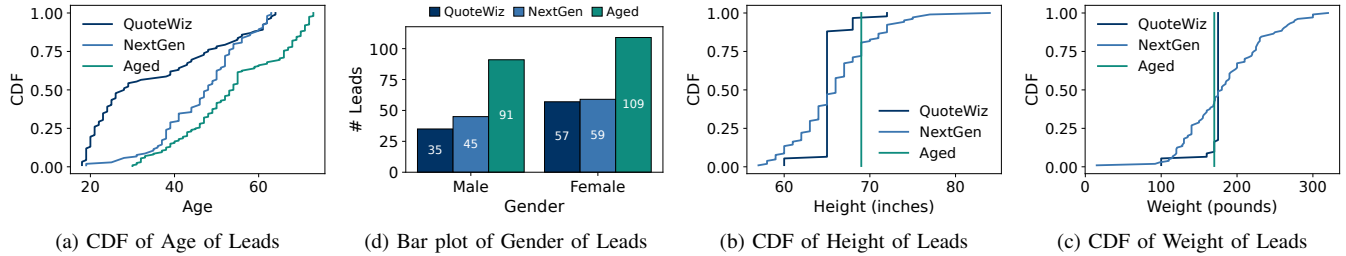 1.00
0.75
0.50
0.25
0.00
CDF
QuoteWiz
NextGen
Aged
20
40
60
Age
(a) CDF of Age of Leads
QuoteWiz NextGen Aged
100
75
50
25
0
# Leads
35
45
91
57
59
109
Male
Female
Gender
(d) Bar plot of Gender of Leads
1.00
0.75
0.50
0.25
0.00
CDF
QuoteWiz
NextGen
Aged
60
70
80
Height (inches)
(b) CDF of Height of Leads
1.00
0.75
0.50
0.25
0.00
CDF
QuoteWiz
NextGen
Aged
0
100
200
300
Weight (pounds)
(c) CDF of Weight of Leads